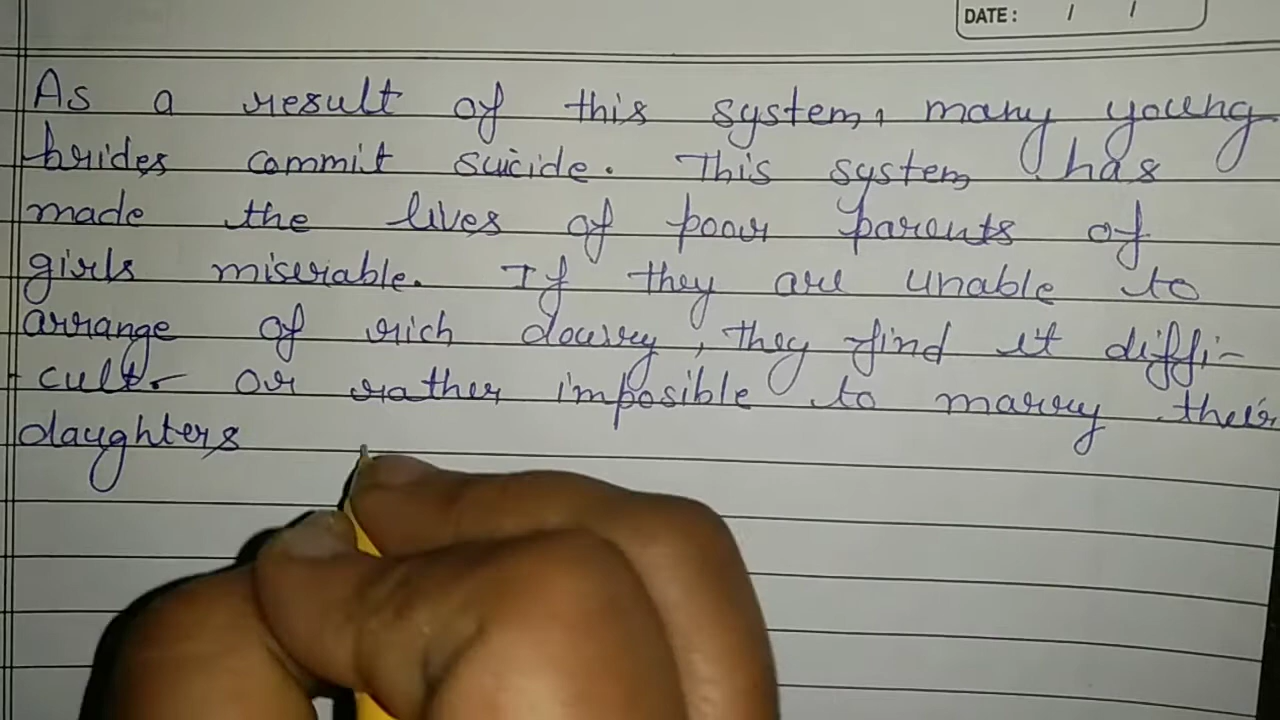 DATE: / /
As a result of this system, many young
brides commit suicide. This system has
made the lives of poor parents of
girls miserable. If they are unable to
arrange of rich dowry, they find it diffi-
cult or rather imposible to marry their
daughters